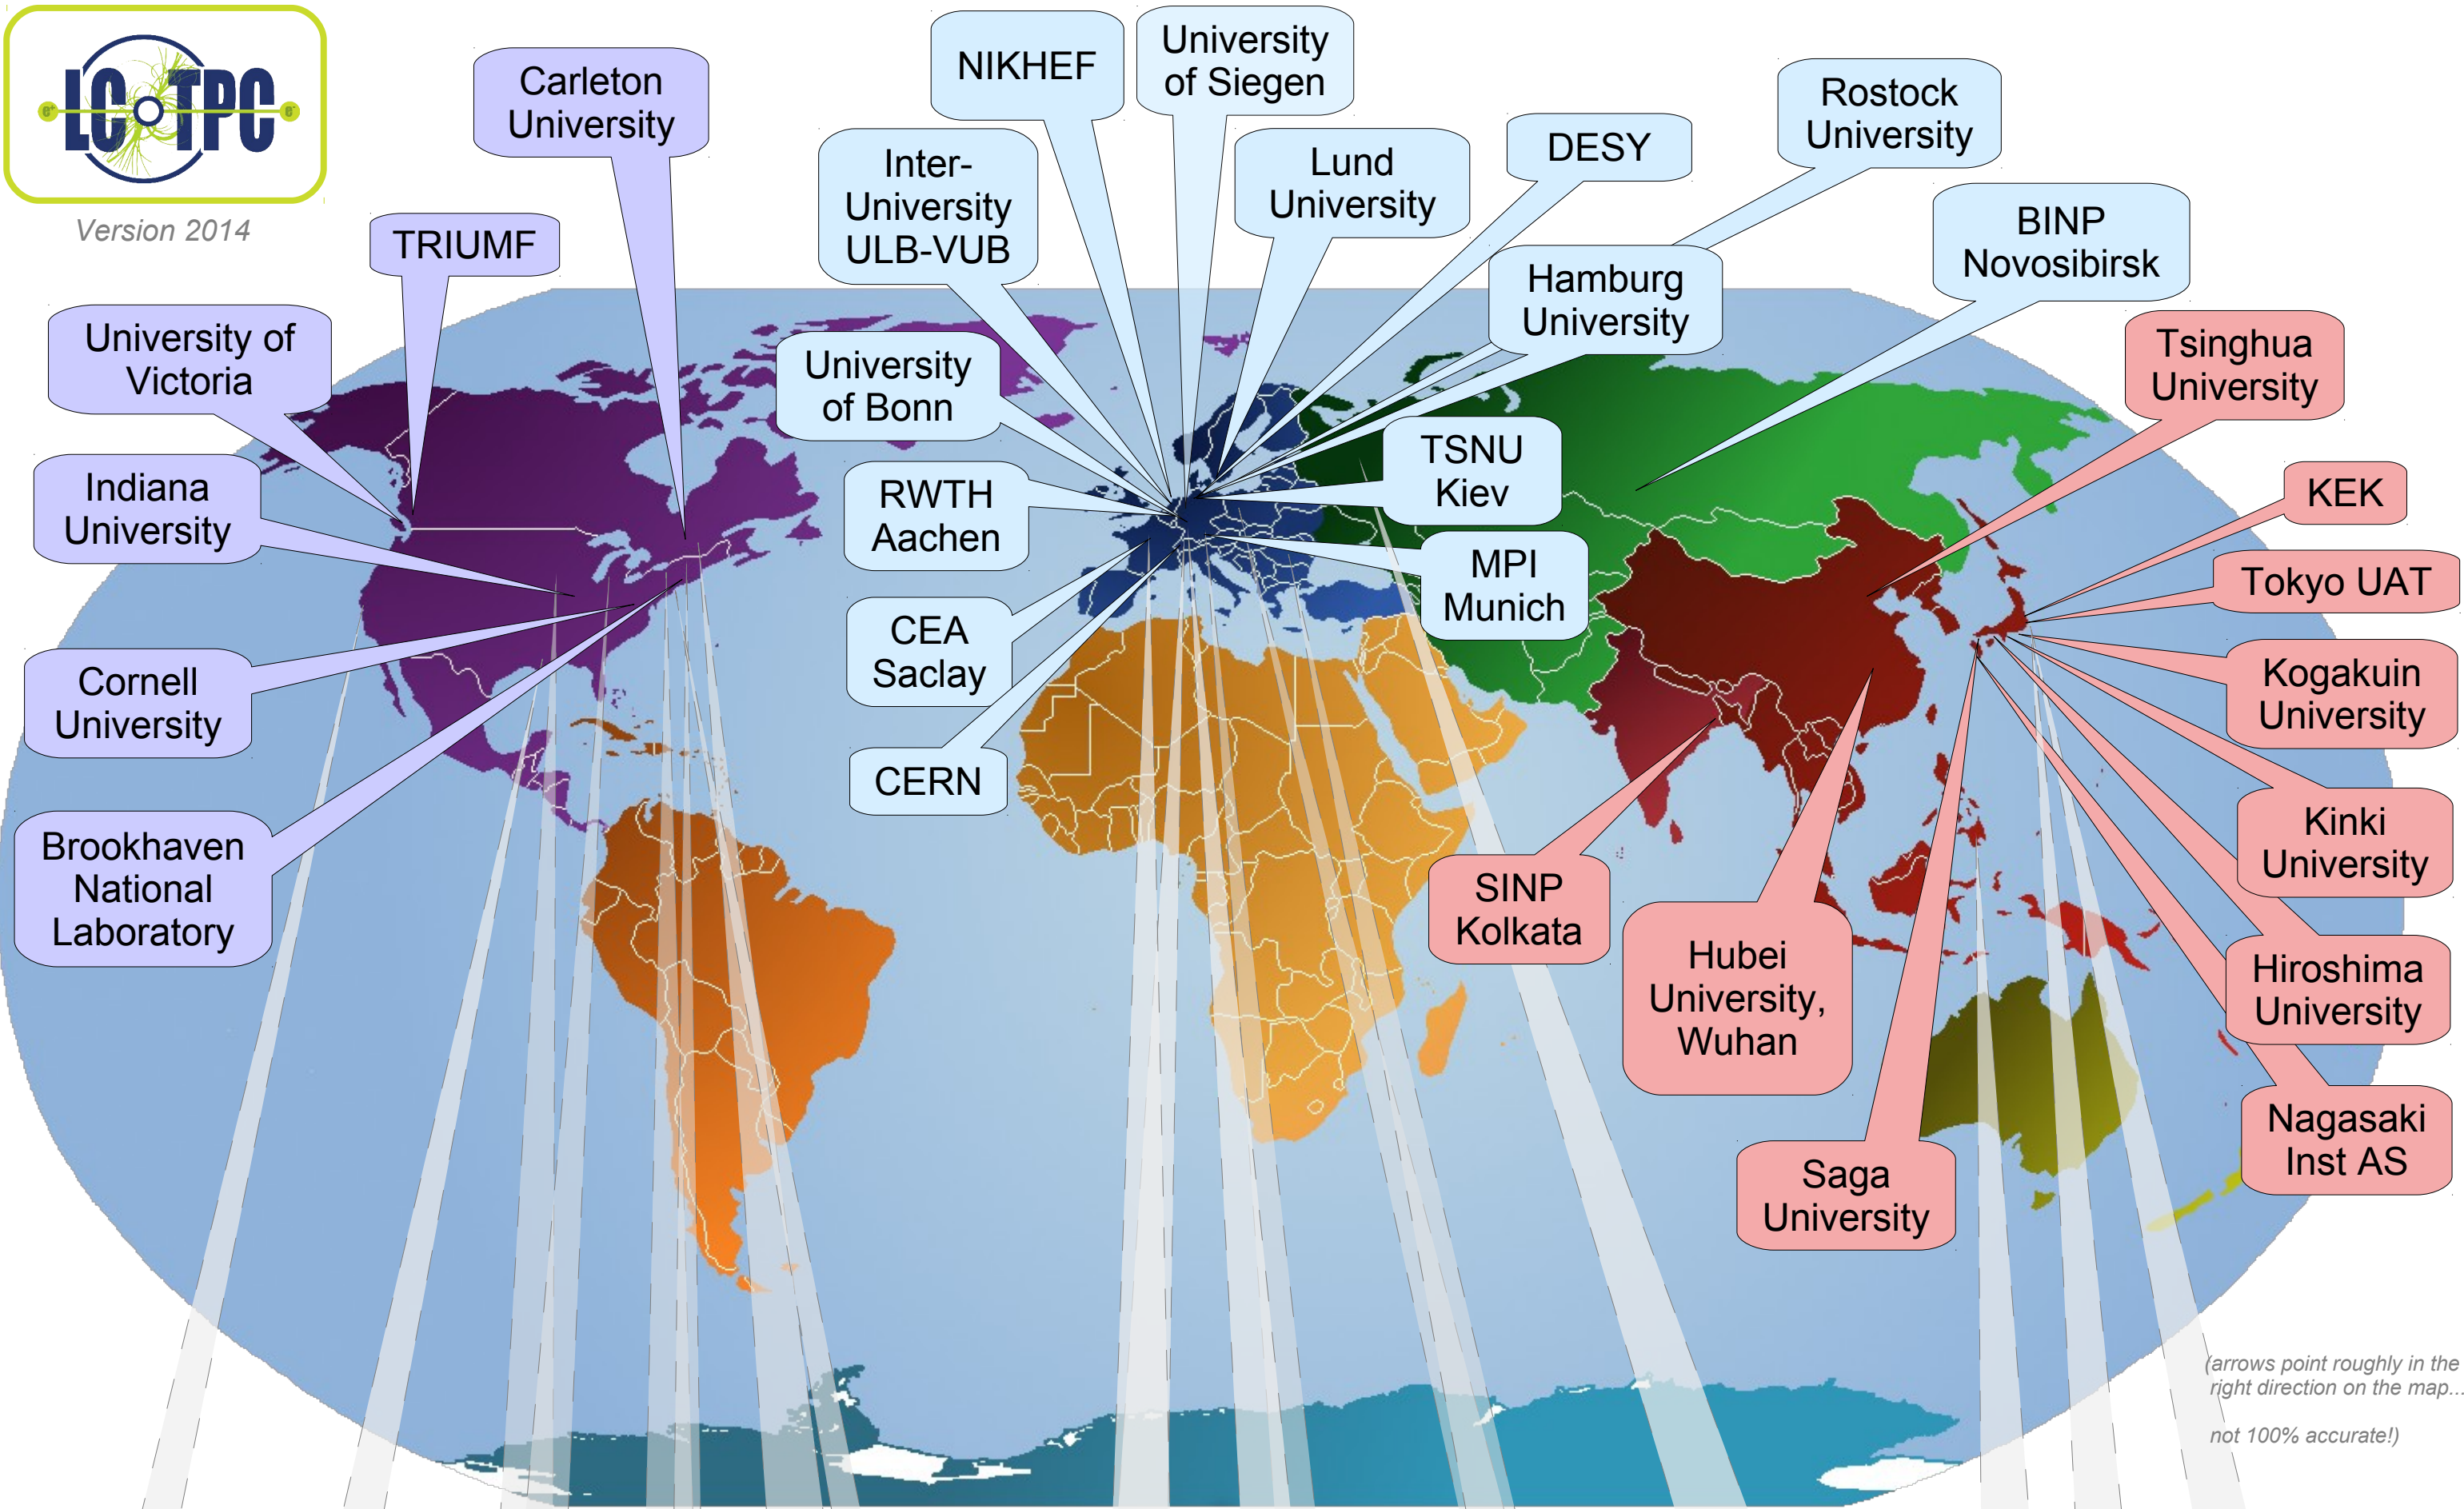 LC TPC
e+
e-
Version 2014
Carleton
University
NIKHEF
University
of Siegen
Inter-
University
ULB-VUB
Lund
University
DESY
Rostock
University
TRIUMF
BINP
Novosibirsk
Hamburg
University
University of
Victoria
University
of Bonn
Tsinghua
University
Indiana
University
RWTH
Aachen
TSNU
Kiev
KEK
MPI
Munich
Tokyo UAT
CEA
Saclay
Cornell
University
Kogakuin
University
CERN
Brookhaven
National
Laboratory
Kinki
University
SINP
Kolkata
Hubei
University,
Wuhan
Hiroshima
University
Saga
University
Nagasaki
Inst AS
(arrows point roughly in the
right direction on the map...
not 100% accurate!)